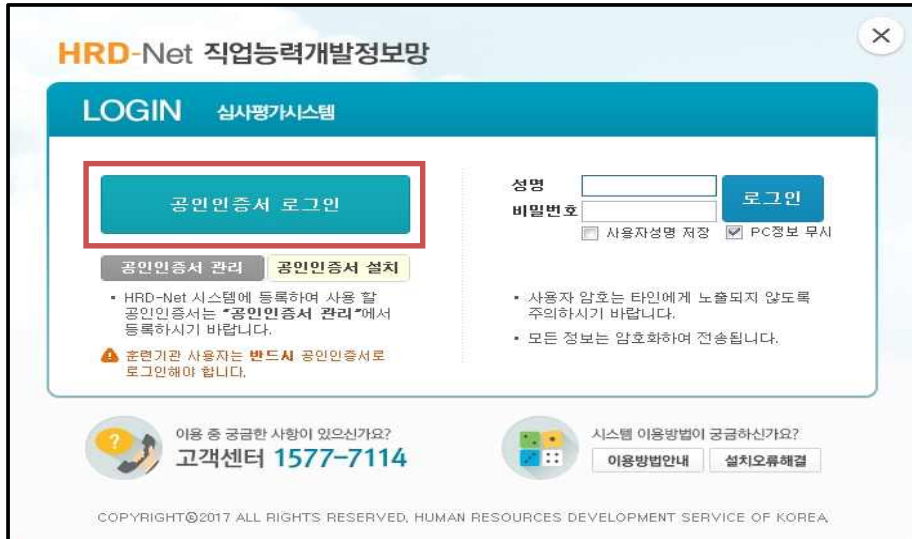 HRD-Net 직업능력개발정보망
LOGIN 심사평가시스템
공인인증서 로그인
공인인증서 관리 공인인증서 설치
• HRD-Net 시스템에 등록하여 사용 할
공인인증서는 "공인인증서 관리"에서
등록하시기 바랍니다.
훈련기관 사용자는 반드시 공인인증서로
로그인해야 합니다.
성명
비밀번호
로그인
사용자성명 저장 PC정보 무시
• 사용자 암호는 타인에게 노출되지 않도록
주의하시기 바랍니다.
• 모든 정보는 암호화하여 전송됩니다.
이용 중 궁금한 사항이 있으신가요?
고객센터 1577-7114
시스템 이용방법이 궁금하신가요?
이용방법안내 설치오류해결
COPYRIGHTⓒ2017 ALL RIGHTS RESERVED, HUMAN RESOURCES DEVELOPMENT SERVICE OF KOREA,